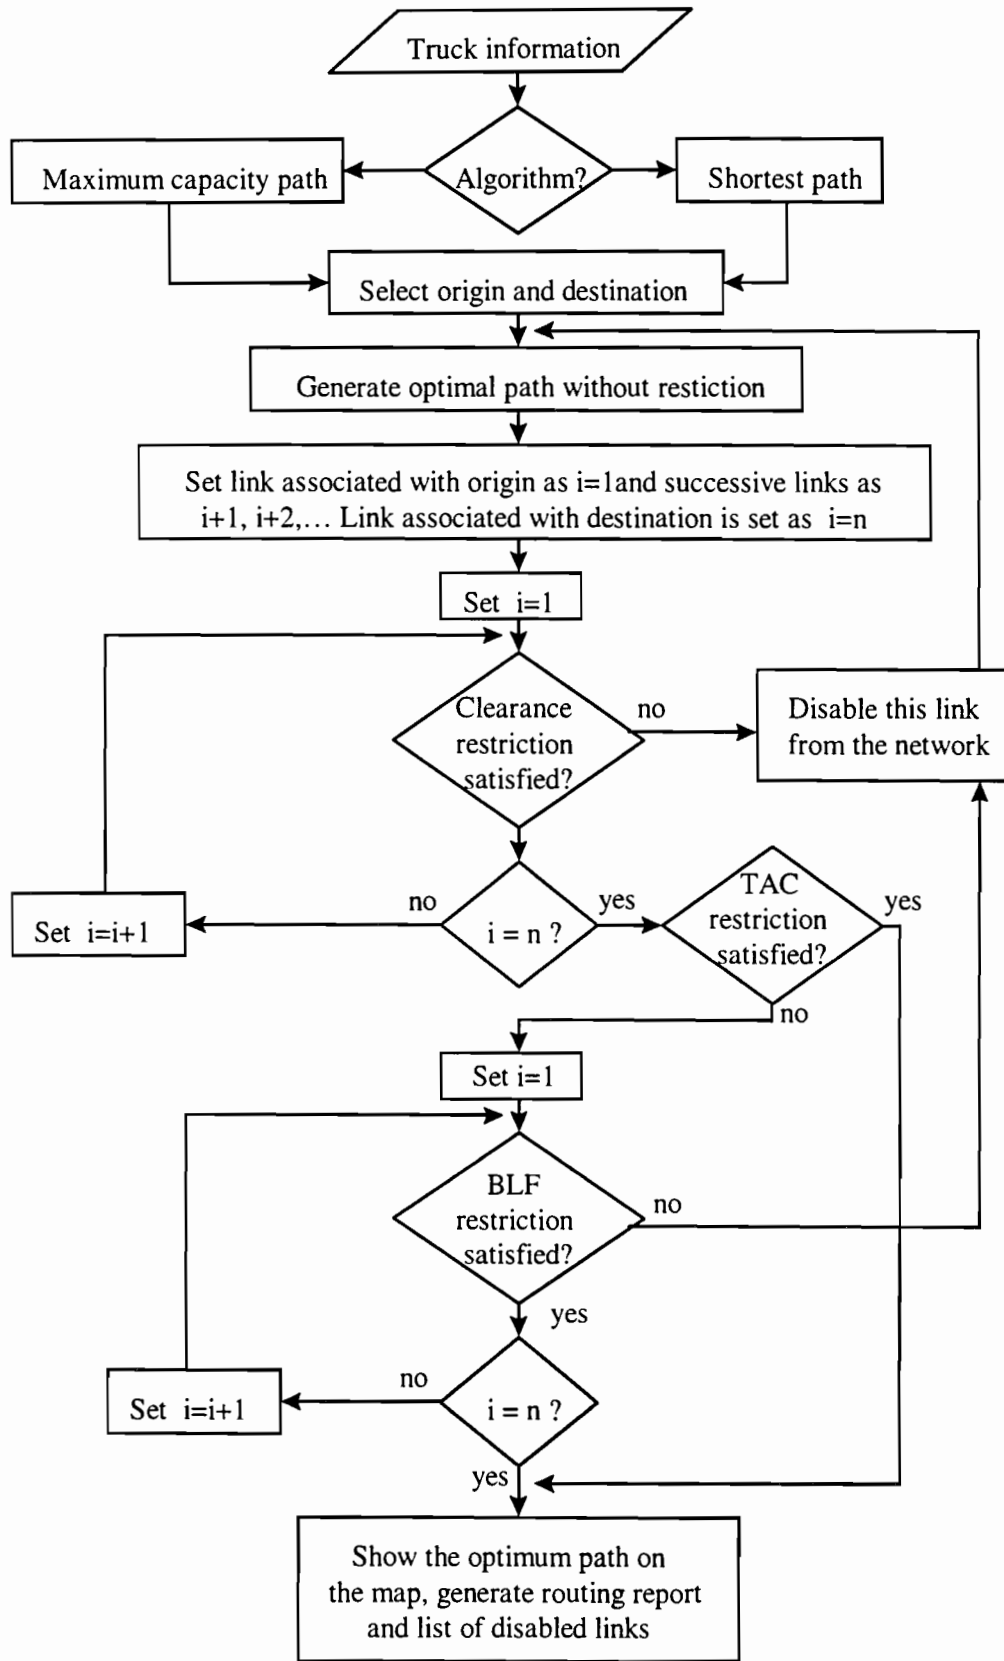 Truck information
Algorithm?
Maximum capacity path
Shortest path
Select origin and destination
Generate optimal path without restiction
Set link associated with origin as i=1and successive links as
i+1, i+2,... Link associated with destination is set as i=n
Set i=1
Clearance
restriction
satisfied?
no
Disable this link
from the network
i = n ?
no
Set i=i+1
yes
TAC
restriction
satisfied?
yes
no
Set i=1
BLF
restriction
satisfied?
no
yes
i = n ?
no
Set i=i+1
yes
Show the optimum path on
the map, generate routing report
and list of disabled links